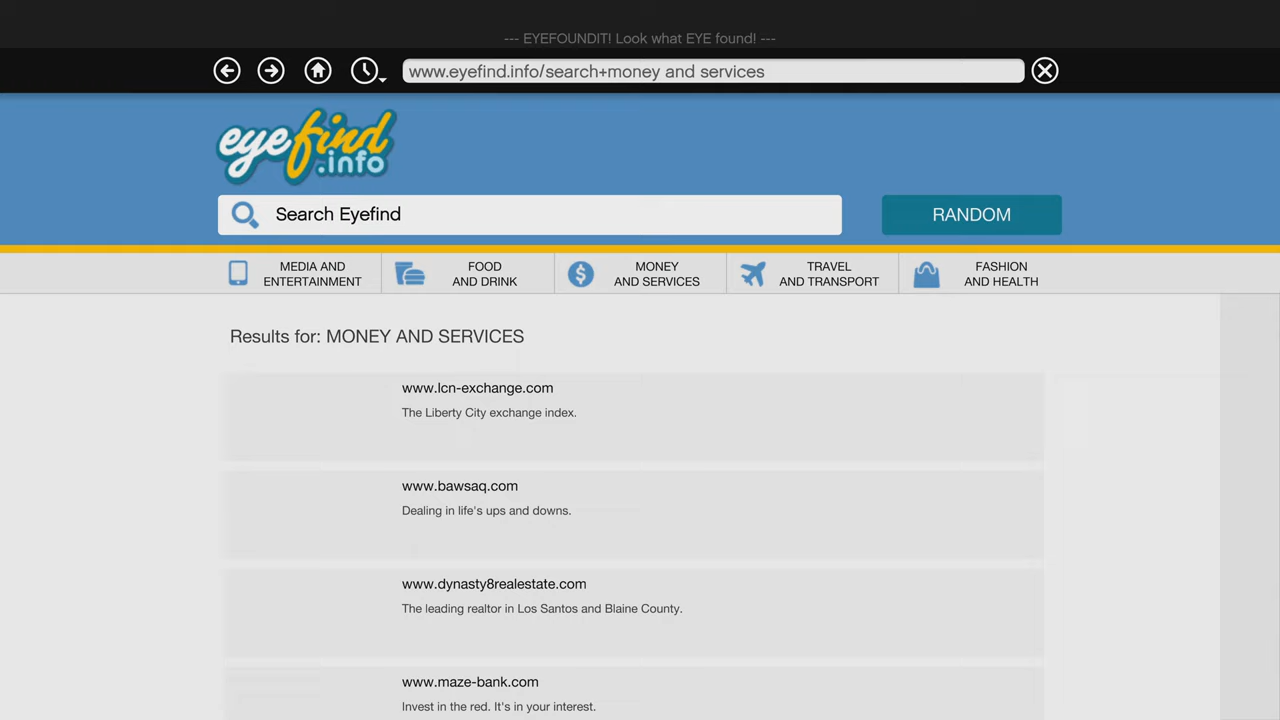 --- EYEFOUNDIT! Look what EYE found! ---
www.eyefind.info/search+money and services
eyefind
.info
Search Eyefind
RANDOM
MEDIA AND
ENTERTAINMENT
FOOD
AND DRINK
MONEY
AND SERVICES
TRAVEL
AND TRANSPORT
FASHION
AND HEALTH
Results for: MONEY AND SERVICES
www.lcn-exchange.com
The Liberty City exchange index.
www.bawsaq.com
Dealing in life's ups and downs.
www.dynasty8realestate.com
The leading realtor in Los Santos and Blaine County.
www.maze-bank.com
Invest in the red. It's in your interest.